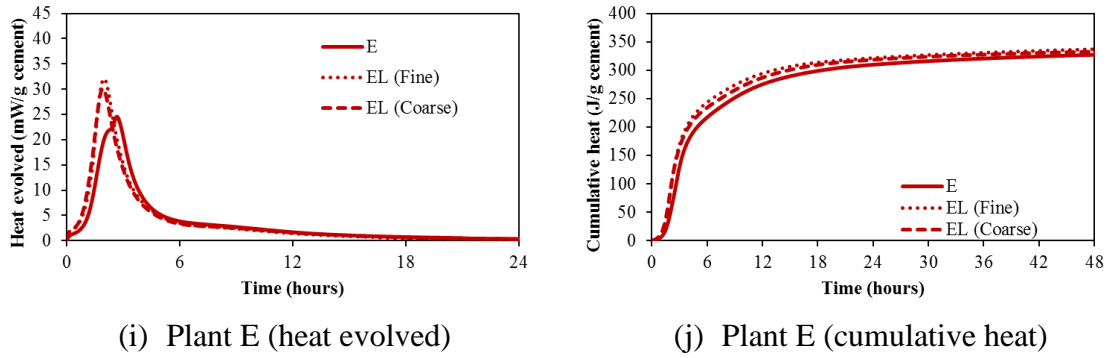 Heat evolved (mW/g cement)
45
40
35
30
25
20
15
10
5
0
E
EL (Fine)
EL (Coarse)
0 6 12 18 24
Time (hours)
(i) Plant E (heat evolved)
Cumulative heat (J/g cement)
400
350
300
250
200
150
100
50
0
E
EL (Fine)
EL (Coarse)
0 6 12 18 24 30 36 42 48
Time (hours)
(j) Plant E (cumulative heat)